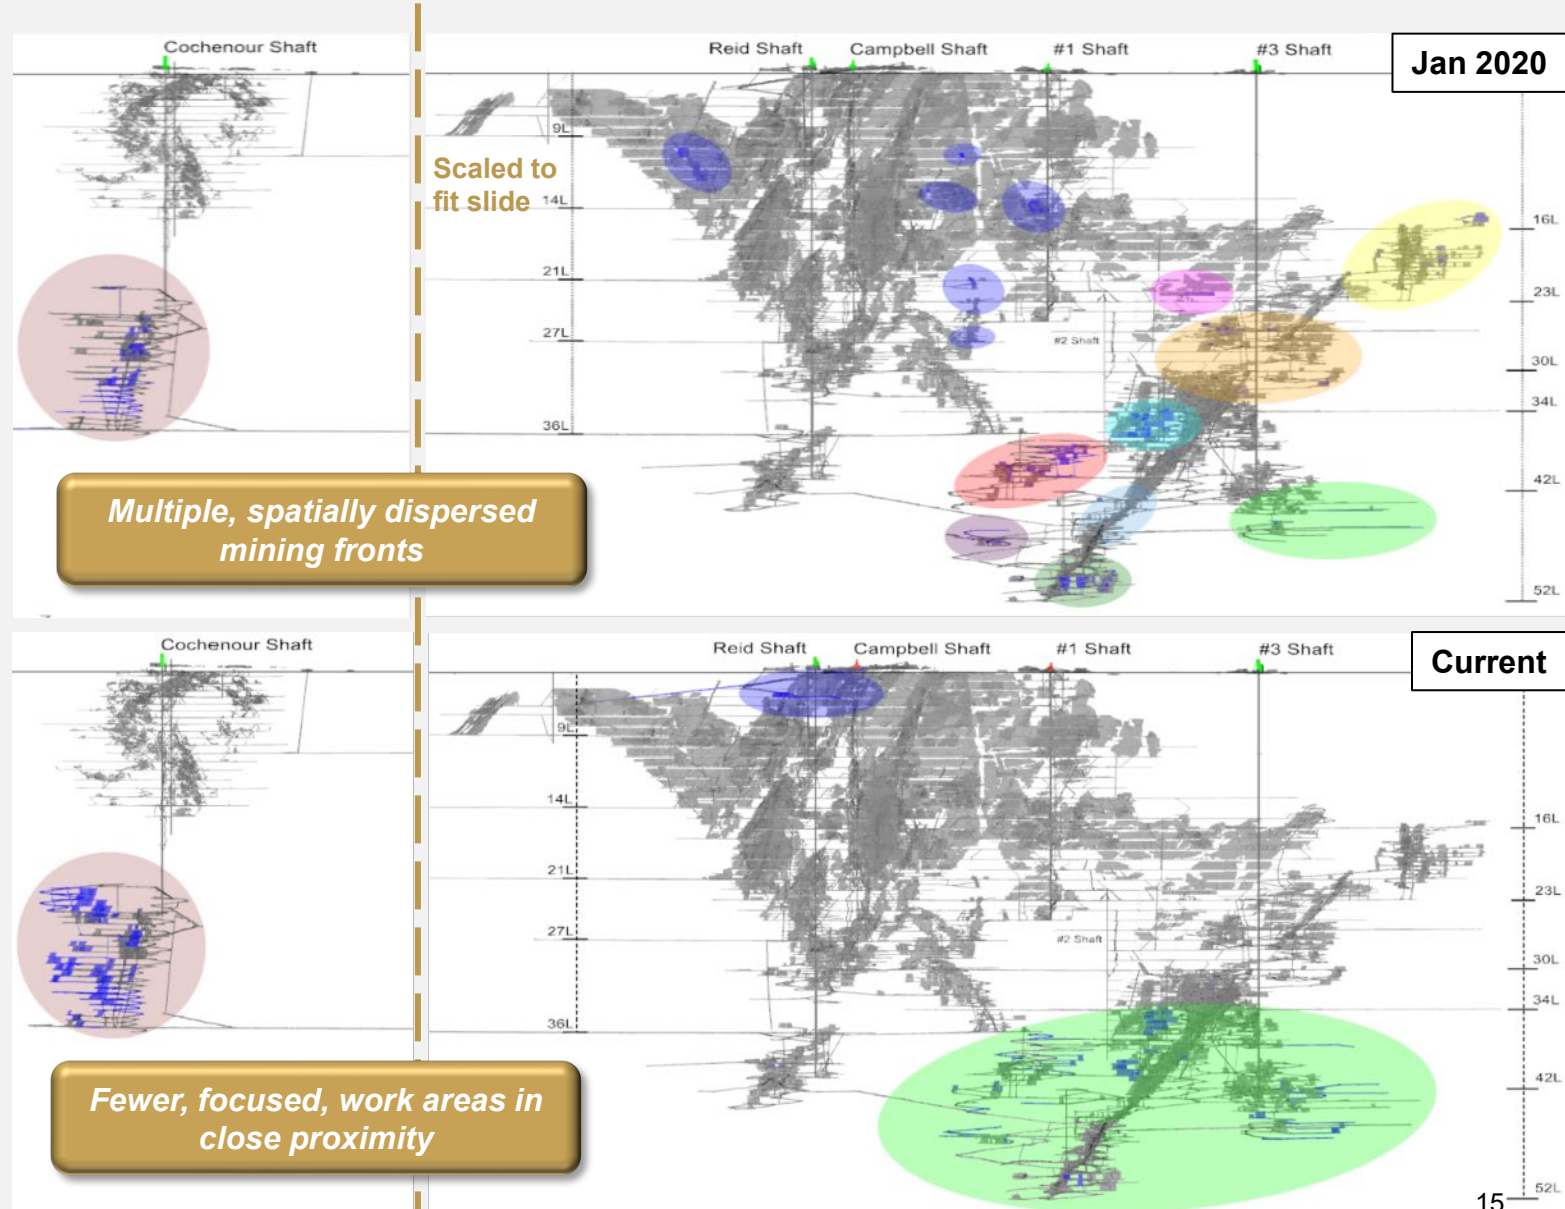 Cochenour Shaft
Reid Shaft
Campbell Shaft
#1 Shaft
#3 Shaft
Jan 2020
9L
Scaled to
fit slide
14L
16L
21L
23L
27L
#2 Shaft
30L
34L
36L
42L
Multiple, spatially dispersed
mining fronts
52L
Cochenour Shaft
Reid Shaft
Campbell Shaft
#1 Shaft
#3 Shaft
Current
9L
14L
16L
21L
23L
27L
#2 Shaft
30L
34L
36L
42L
Fewer, focused, work areas in
close proximity
52L
15